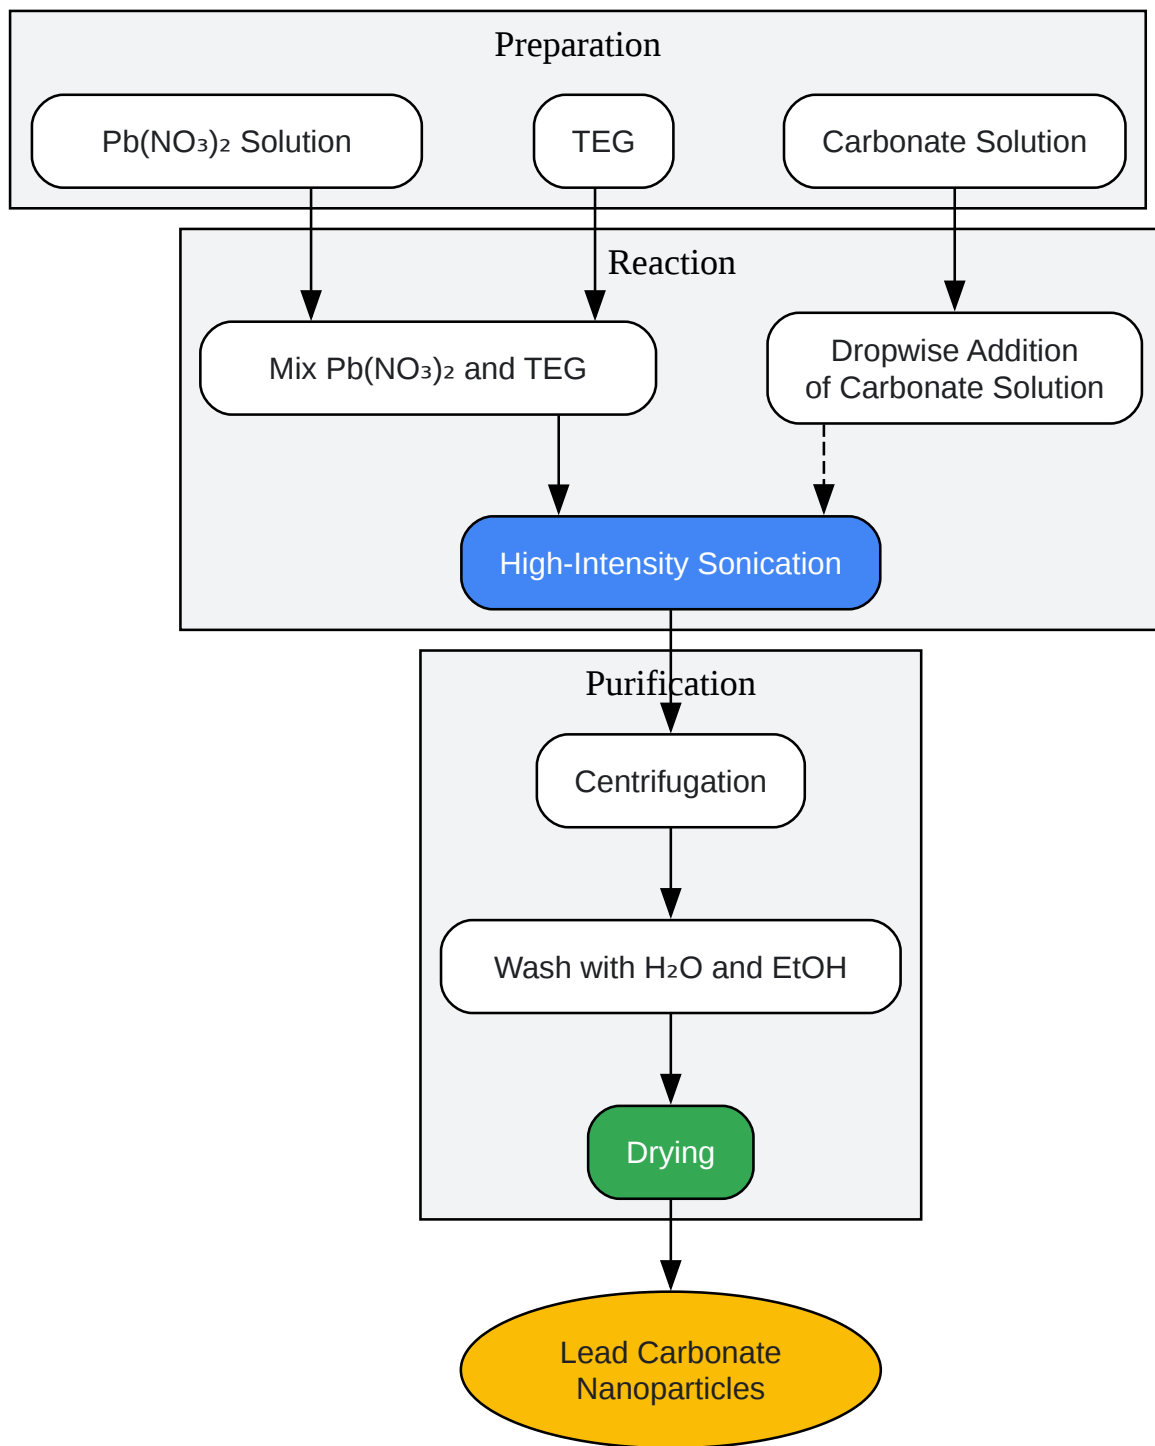 Preparation
Pb(NO₃)₂ Solution
TEG
Carbonate Solution
Reaction
Mix Pb(NO₃)₂ and TEG
Dropwise Addition
of Carbonate Solution
High-Intensity Sonication
Purification
Centrifugation
Wash with H₂O and EtOH
Drying
Lead Carbonate
Nanoparticles